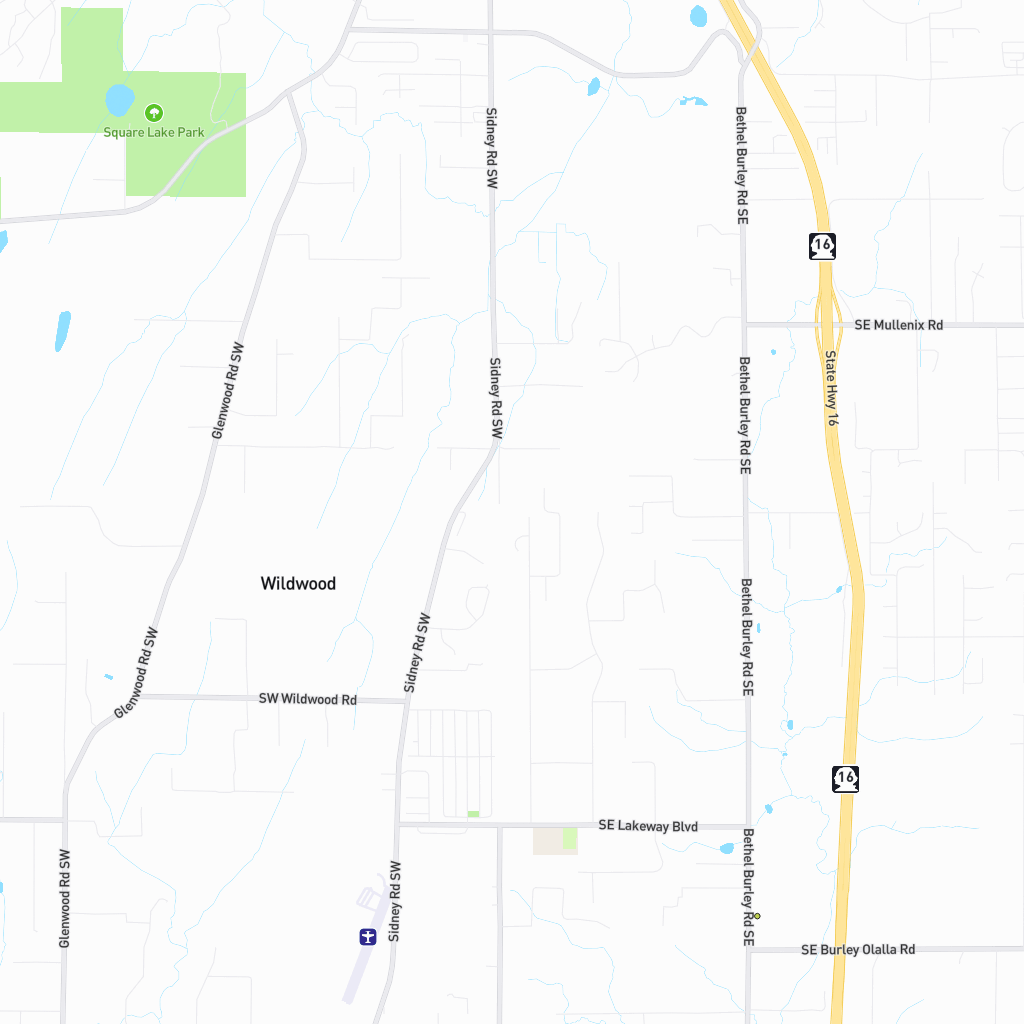 Sidney Rd SW
Bethel Burley Rd SE
Square Lake Park
16
SE Mullenix Rd
Glenwood Rd SW
Sidney Rd SW
Bethel Burley Rd SE
State Hwy 16
Wildwood
Bethel Burley Rd SE
Glenwood Rd SW
Sidney Rd SW
SW Wildwood Rd
16
SE Lakeway Blvd
Glenwood Rd SW
Sidney Rd SW
Bethel Burley Rd SE
SE Burley Olalla Rd